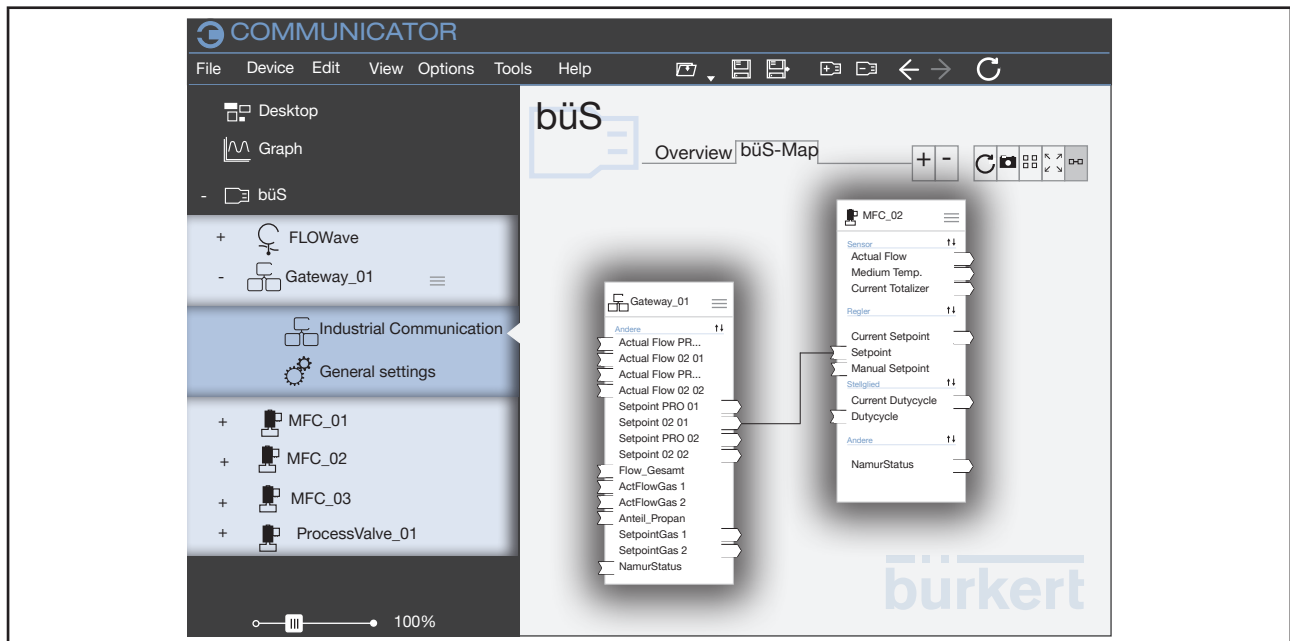 COMMUNICATOR
File Device Edit View Options Tools Help
Desktop
Graph
- büS
+ FLOWave
- Gateway_01
Industrial Communication
General settings
+ MFC_01
+ MFC_02
+ MFC_03
+ ProcessValve_01
100%
büS
Overview büS-Map
+ -
Gateway_01
Andere
Actual Flow PR...
Actual Flow 02 01
Actual Flow PR...
Actual Flow 02 02
Setpoint PRO 01
Setpoint 02 01
Setpoint PRO 02
Setpoint 02 02
Flow_Gesamt
ActFlowGas 1
ActFlowGas 2
Anteil_Propan
SetpointGas 1
SetpointGas 2
NamurStatus
MFC_02
Sensor
Actual Flow
Medium Temp.
Current Totalizer
Regler
Current Setpoint
Setpoint
Manual Setpoint
Stellglied
Current Dutycycle
Dutycycle
Andere
NamurStatus
bürkert